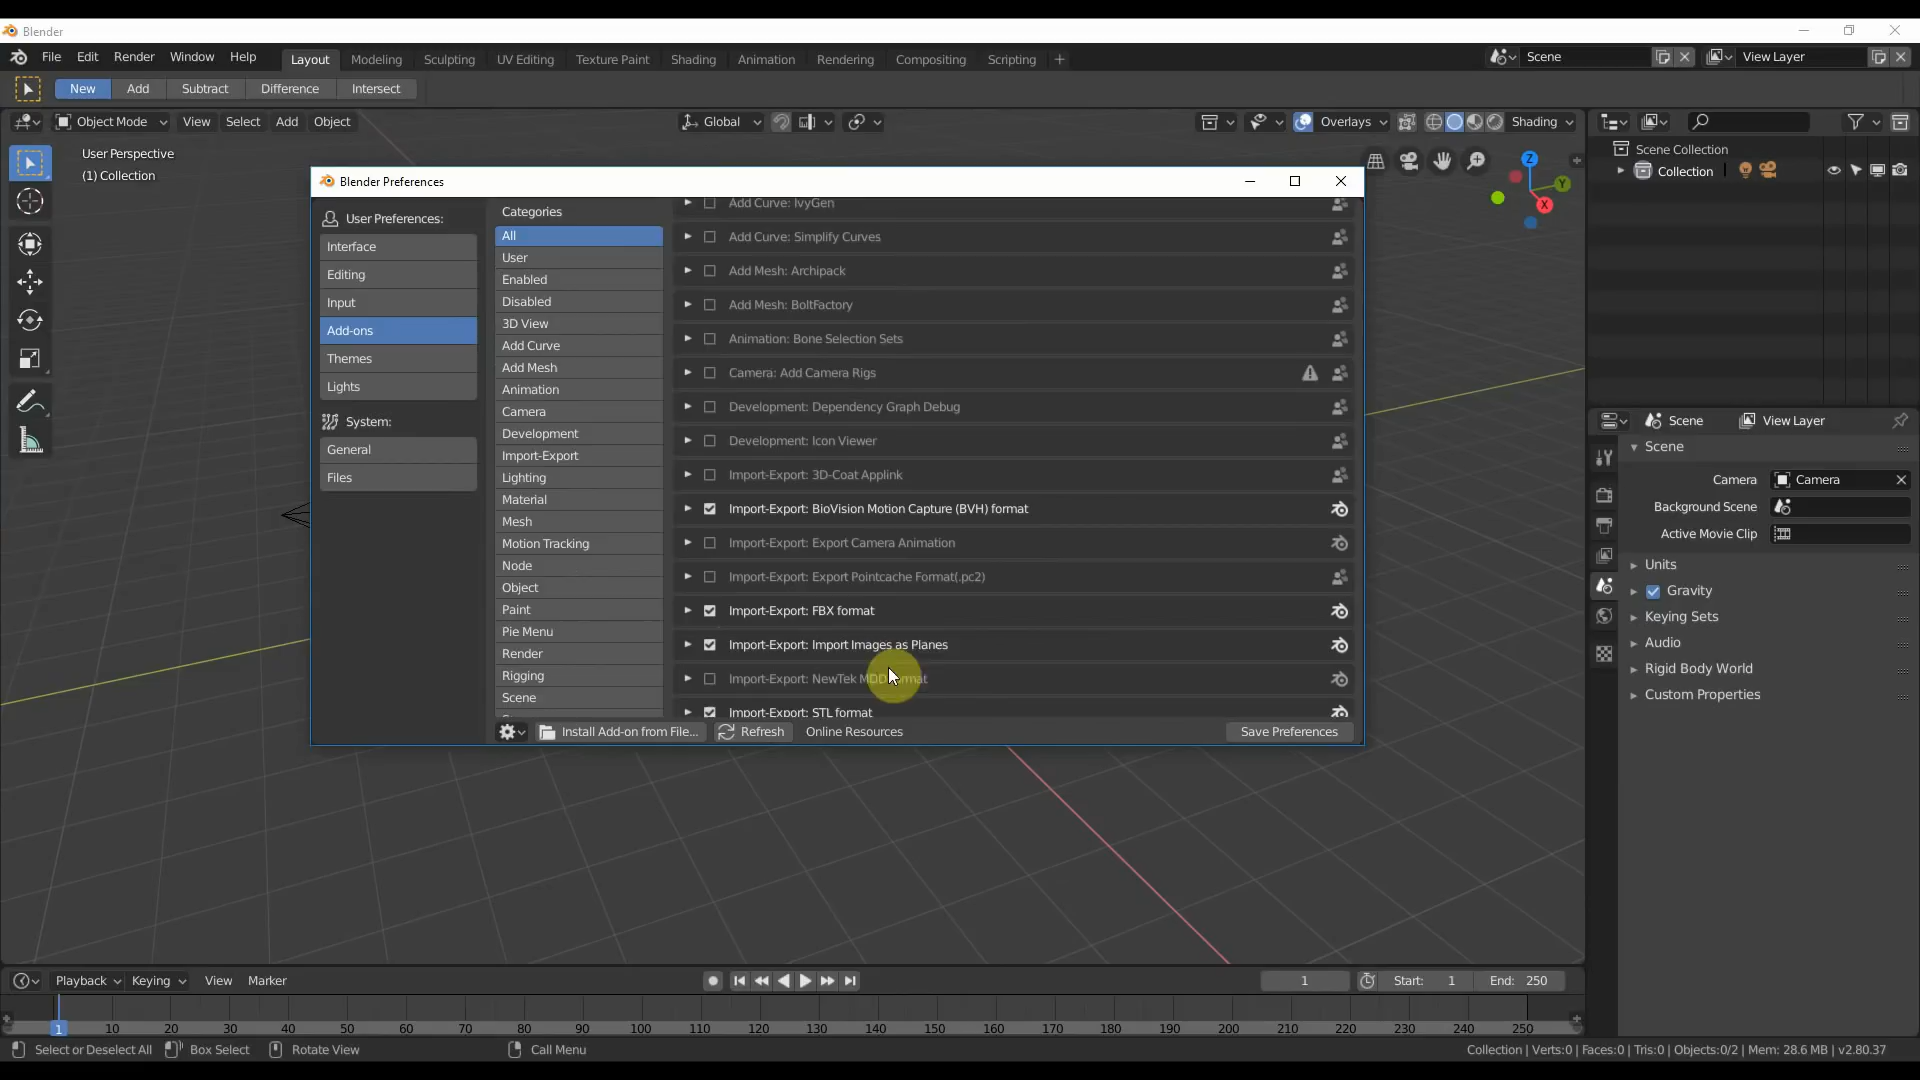 Blender
File Edit Render Window Help Layout Modeling Sculpting UV Editing Texture Paint Shading Animation Rendering Compositing Scripting + Scene View Layer
New Add Subtract Difference Intersect
Object Mode View Select Add Object Global Overlays Shading
User Perspective
(1) Collection
Z
Y
X
Scene Collection
Collection
Blender Preferences
User Preferences:
Interface
Editing
Input
Add-ons
Themes
Lights
System:
General
Files
Categories
All
User
Enabled
Disabled
3D View
Add Curve
Add Mesh
Animation
Camera
Development
Import-Export
Lighting
Material
Mesh
Motion Tracking
Node
Object
Paint
Pie Menu
Render
Rigging
Scene
Add Curve: IvyGen
Add Curve: Simplify Curves
Add Mesh: Archipack
Add Mesh: BoltFactory
Animation: Bone Selection Sets
Camera: Add Camera Rigs
Development: Dependency Graph Debug
Development: Icon Viewer
Import-Export: 3D-Coat Applink
Import-Export: BioVision Motion Capture (BVH) format
Import-Export: Export Camera Animation
Import-Export: Export Pointcache Format(.pc2)
Import-Export: FBX format
Import-Export: Import Images as Planes
Import-Export: NewTek MDD format
Import-Export: STL format
Install Add-on from File... Refresh Online Resources Save Preferences
Scene View Layer
Scene
Camera Camera
Background Scene
Active Movie Clip
Units
Gravity
Keying Sets
Audio
Rigid Body World
Custom Properties
Playback Keying View Marker 1 Start: 1 End: 250
1 10 20 30 40 50 60 70 80 90 100 110 120 130 140 150 160 170 180 190 200 210 220 230 240 250
Select or Deselect All Box Select Rotate View Call Menu Collection | Verts:0 | Faces:0 | Tris:0 | Objects:0/2 | Mem: 28.6 MB | v2.80.37